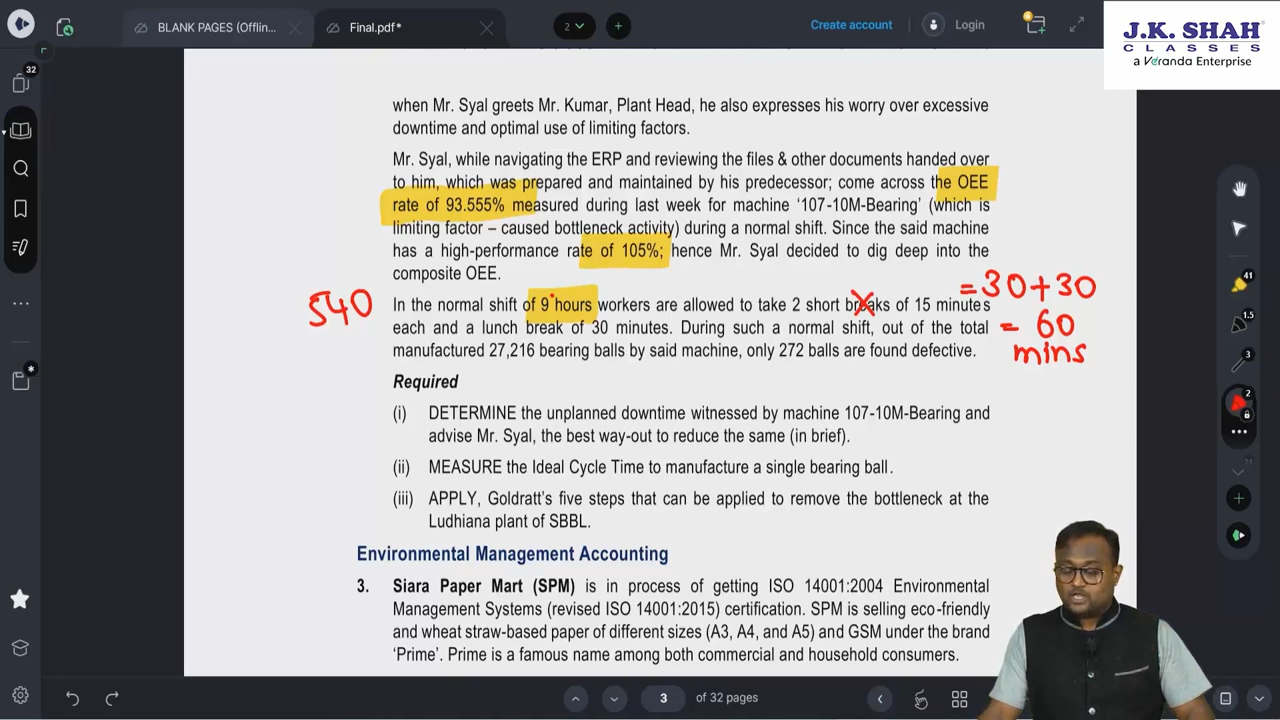 BLANK PAGES (Offlin...
Final.pdf*
2
Create account
Login
8
J.K. SHAH
CLASSES
a Veranda Enterprise
32
when Mr. Syal greets Mr. Kumar, Plant Head, he also expresses his worry over excessive
downtime and optimal use of limiting factors.
Mr. Syal, while navigating the ERP and reviewing the files & other documents handed over
to him, which was prepared and maintained by his predecessor; come across the OEE
rate of 93.555% measured during last week for machine ‘107-10M-Bearing’ (which is
limiting factor – caused bottleneck activity) during a normal shift. Since the said machine
has a high-performance rate of 105%; hence Mr. Syal decided to dig deep into the
composite OEE.
In the normal shift of 9 hours workers are allowed to take 2 short breaks of 15 minutes
each and a lunch break of 30 minutes. During such a normal shift, out of the total
manufactured 27,216 bearing balls by said machine, only 272 balls are found defective.
540
= 30+30
= 60
mins
Required
(i) DETERMINE the unplanned downtime witnessed by machine 107-10M-Bearing and
advise Mr. Syal, the best way-out to reduce the same (in brief).
(ii) MEASURE the Ideal Cycle Time to manufacture a single bearing ball.
(iii) APPLY, Goldratt’s five steps that can be applied to remove the bottleneck at the
Ludhiana plant of SBBL.
Environmental Management Accounting
3. Siara Paper Mart (SPM) is in process of getting ISO 14001:2004 Environmental
Management Systems (revised ISO 14001:2015) certification. SPM is selling eco-friendly
and wheat straw-based paper of different sizes (A3, A4, and A5) and GSM under the brand
‘Prime’. Prime is a famous name among both commercial and household consumers.
41
1.5
3
2
3
of 32 pages